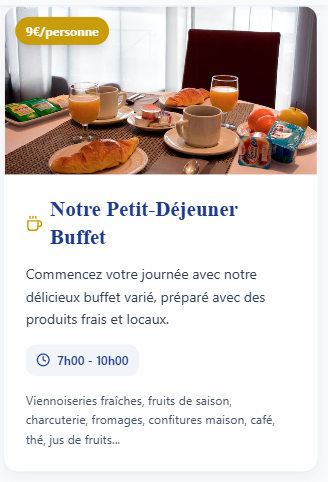 9€/personne
Notre Petit-Déjeuner
Buffet
Commencez votre journée avec notre
délicieux buffet varié, préparé avec des
produits frais et locaux.
7h00 - 10h00
Viennoiseries fraîches, fruits de saison,
charcuterie, fromages, confitures maison, café,
thé, jus de fruits...